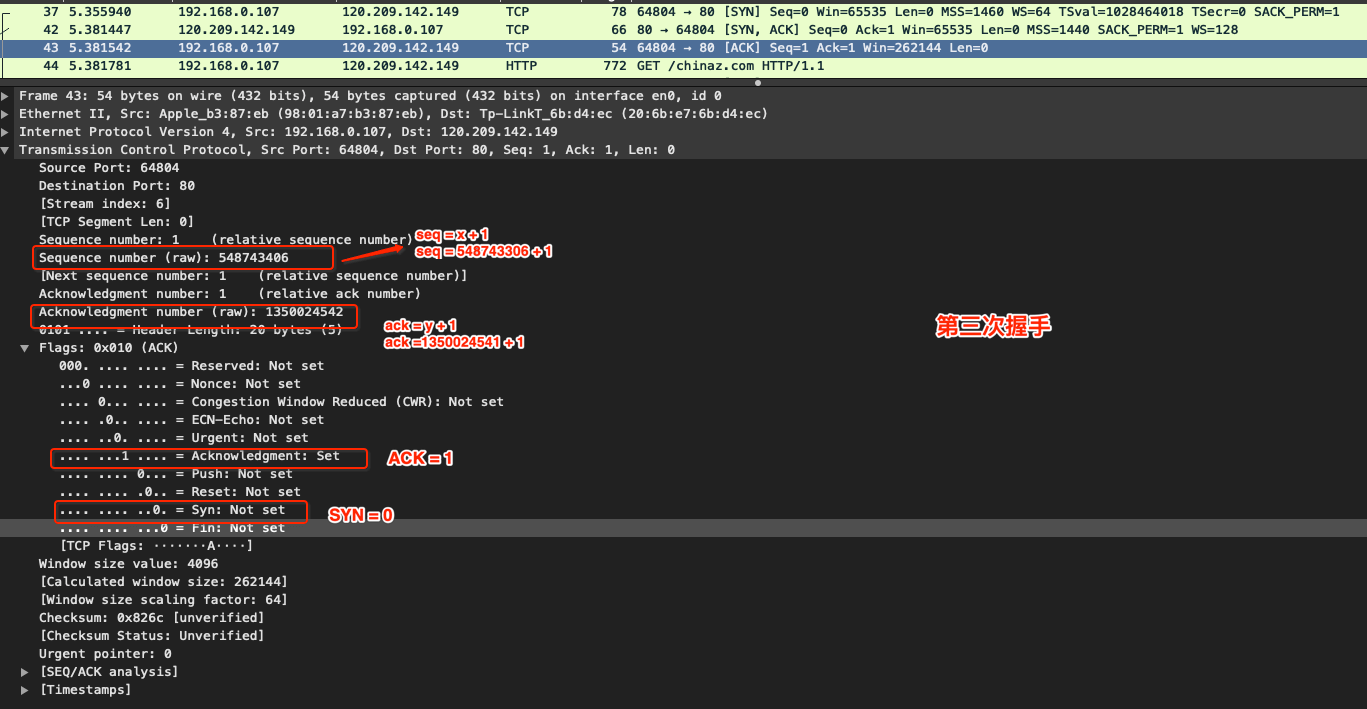 37 5.355940 192.168.0.107 120.209.142.149 TCP 78 64804 → 80 [SYN] Seq=0 Win=65535 Len=0 MSS=1460 WS=64 TSval=1028464018 TSecr=0 SACK_PERM=1
42 5.381447 120.209.142.149 192.168.0.107 TCP 66 80 → 64804 [SYN, ACK] Seq=0 Ack=1 Win=65535 Len=0 MSS=1440 SACK_PERM=1 WS=128
43 5.381542 192.168.0.107 120.209.142.149 TCP 54 64804 → 80 [ACK] Seq=1 Ack=1 Win=262144 Len=0
44 5.381781 192.168.0.107 120.209.142.149 HTTP 772 GET /chinaz.com HTTP/1.1
Frame 43: 54 bytes on wire (432 bits), 54 bytes captured (432 bits) on interface en0, id 0
Ethernet II, Src: Apple_b3:87:eb (98:01:a7:b3:87:eb), Dst: Tp-LinkT_6b:d4:ec (20:6b:e7:6b:d4:ec)
Internet Protocol Version 4, Src: 192.168.0.107, Dst: 120.209.142.149
Transmission Control Protocol, Src Port: 64804, Dst Port: 80, Seq: 1, Ack: 1, Len: 0
Source Port: 64804
Destination Port: 80
[Stream index: 6]
[TCP Segment Len: 0]
Sequence number: 1 (relative sequence number)
seq = x + 1
seq = 548743306 + 1
Sequence number (raw): 548743406
[Next sequence number: 1 (relative sequence number)]
Acknowledgment number: 1 (relative ack number)
Acknowledgment number (raw): 1350024542
ack = y + 1
ack =1350024541 + 1
第三次握手
0101 .... = Header Length: 20 bytes (5)
Flags: 0x010 (ACK)
000. .... .... = Reserved: Not set
...0 .... .... = Nonce: Not set
.... 0... .... = Congestion Window Reduced (CWR): Not set
.... .0.. .... = ECN-Echo: Not set
.... ..0. .... = Urgent: Not set
.... ...1 .... = Acknowledgment: Set
ACK = 1
.... .... 0... = Push: Not set
.... .... .0.. = Reset: Not set
.... .... ..0. = Syn: Not set
SYN = 0
.... .... ...0 = Fin: Not set
[TCP Flags: ·······A····]
Window size value: 4096
[Calculated window size: 262144]
[Window size scaling factor: 64]
Checksum: 0x826c [unverified]
[Checksum Status: Unverified]
Urgent pointer: 0
[SEQ/ACK analysis]
[Timestamps]